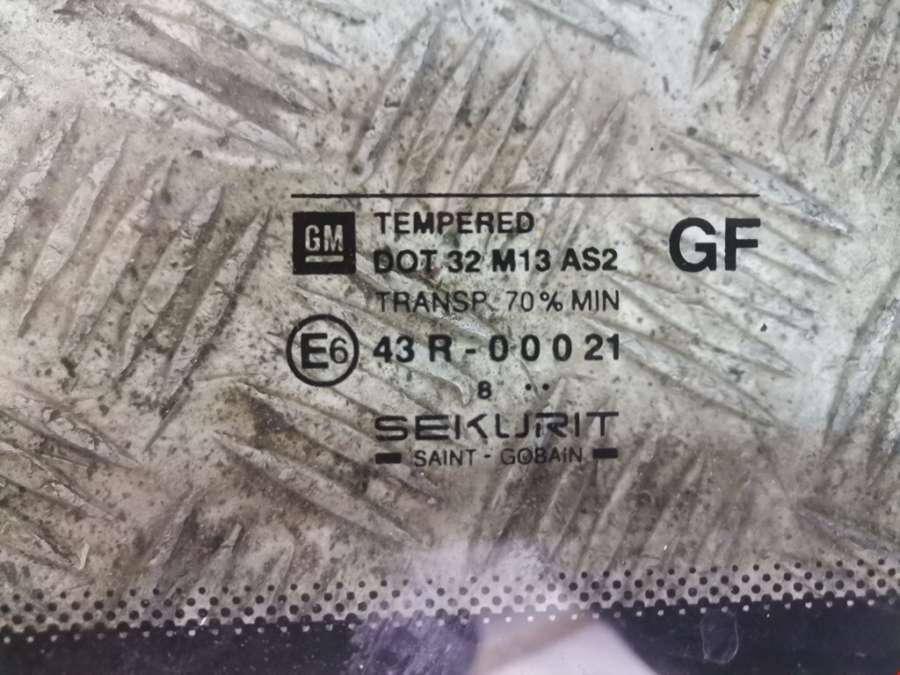 GM TEMPERED GF
DOT 32 M13 AS2
TRANSP. 70% MIN
E6 43 R - 00021
8 ..
SEKURIT
SAINT - GOBAIN